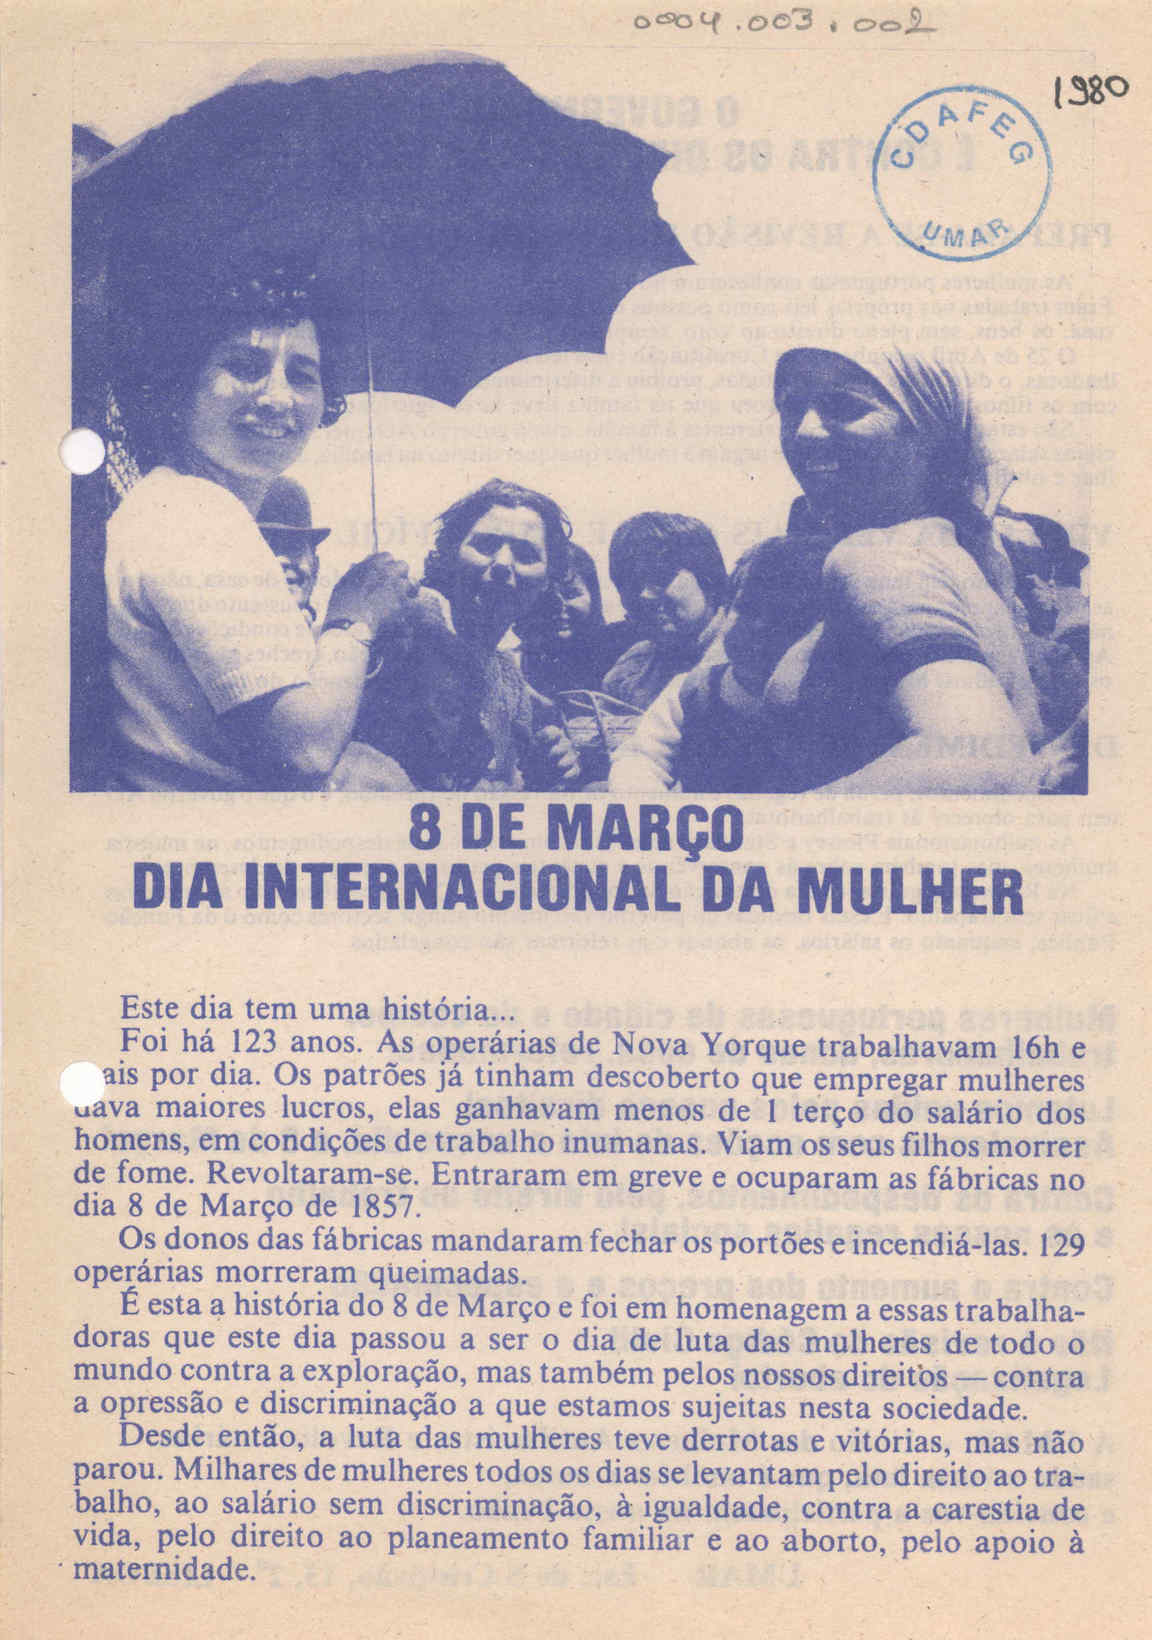 0004.003.002
1980
CDAFEG
UMAR
8 DE MARÇO
DIA INTERNACIONAL DA MULHER
Este dia tem uma história...
Foi há 123 anos. As operárias de Nova Yorque trabalhavam 16h e
ais por dia. Os patrões já tinham descoberto que empregar mulheres
dava maiores lucros, elas ganhavam menos de 1 terço do salário dos
homens, em condições de trabalho inumanas. Viam os seus filhos morrer
de fome. Revoltaram-se. Entraram em greve e ocuparam as fábricas no
dia 8 de Março de 1857.
Os donos das fábricas mandaram fechar os portões e incendiá-las. 129
operárias morreram queimadas.
É esta a história do 8 de Março e foi em homenagem a essas trabalha-
doras que este dia passou a ser o dia de luta das mulheres de todo o
mundo contra a exploração, mas também pelos nossos direitos — contra
a opressão e discriminação a que estamos sujeitas nesta sociedade.
Desde então, a luta das mulheres teve derrotas e vitórias, mas não
parou. Milhares de mulheres todos os dias se levantam pelo direito ao tra-
balho, ao salário sem discriminação, à igualdade, contra a carestia de
vida, pelo direito ao planeamento familiar e ao aborto, pelo apoio à
maternidade.